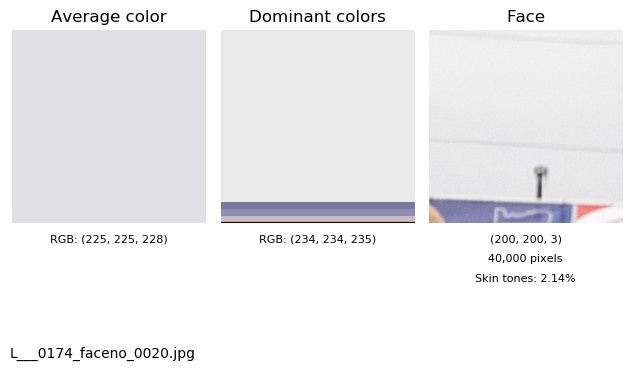 Average color
Dominant colors
Face
RGB: (225, 225, 228)
RGB: (234, 234, 235)
(200, 200, 3)
40,000 pixels
Skin tones: 2.14%
L___0174_faceno_0020.jpg